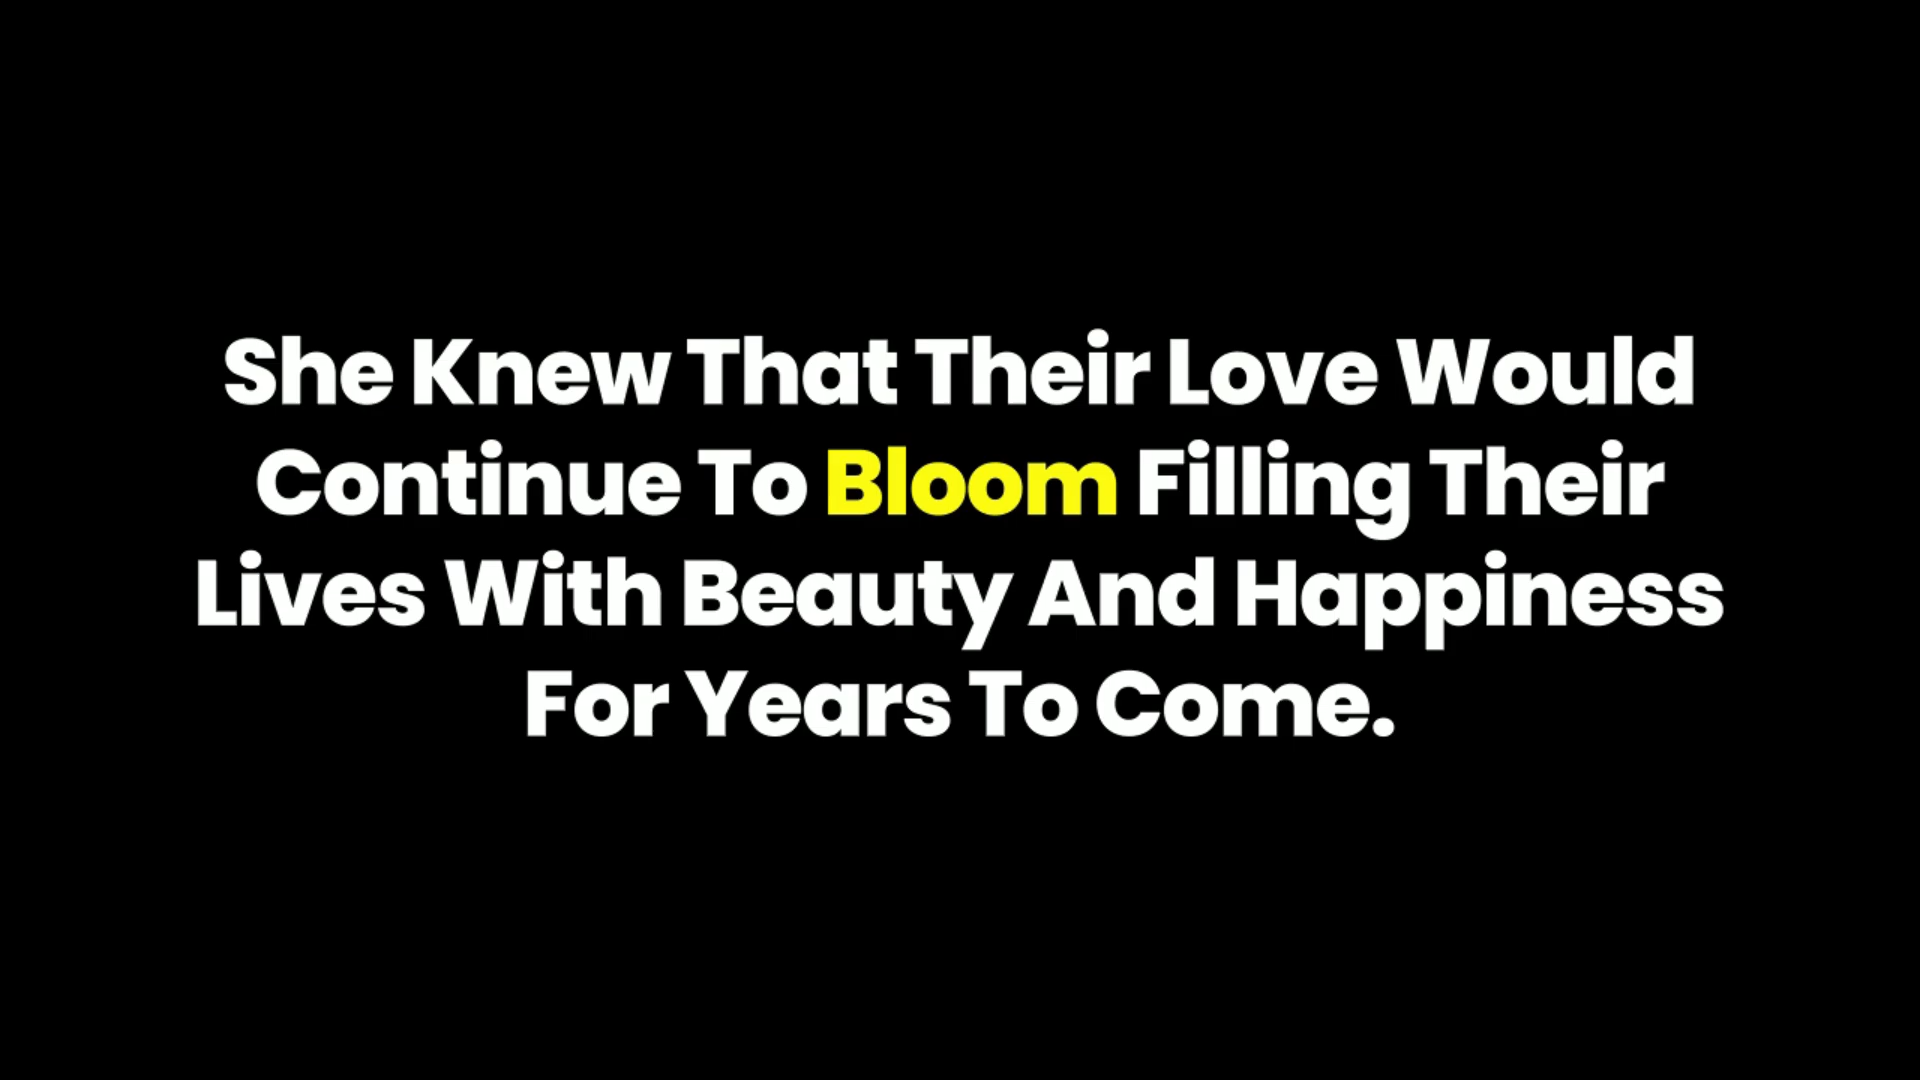 She Knew That Their Love Would
Continue To Bloom Filling Their
Lives With Beauty And Happiness
For Years To Come.